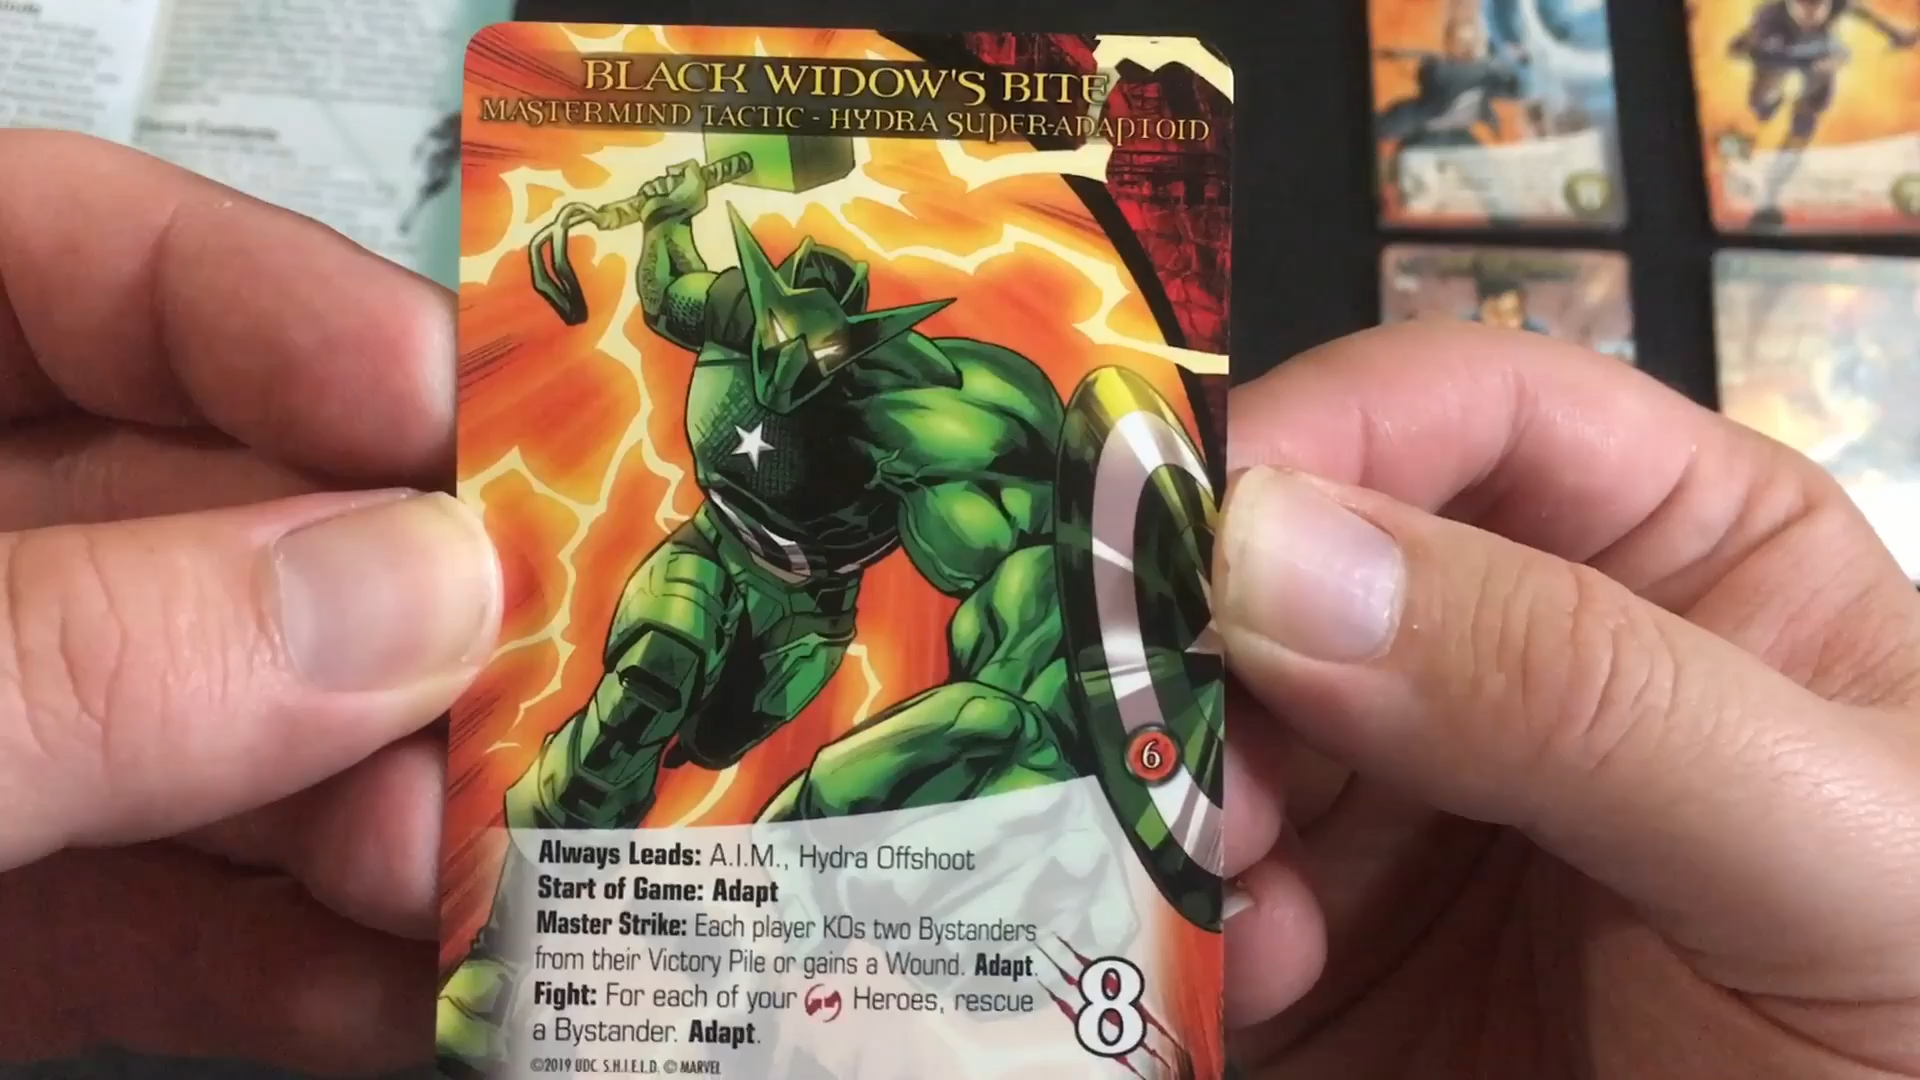 BLACK WIDOW'S BITE
MASTERMIND TACTIC - HYDRA SUPER-ADAPTOID
6
Always Leads: A.I.M., Hydra Offshoot
Start of Game: Adapt
Master Strike: Each player KOs two Bystanders
from their Victory Pile or gains a Wound. Adapt.
Fight: For each of your Heroes, rescue
a Bystander. Adapt.
8
©2019 UDC. S.H.I.E.L.D. © MARVEL